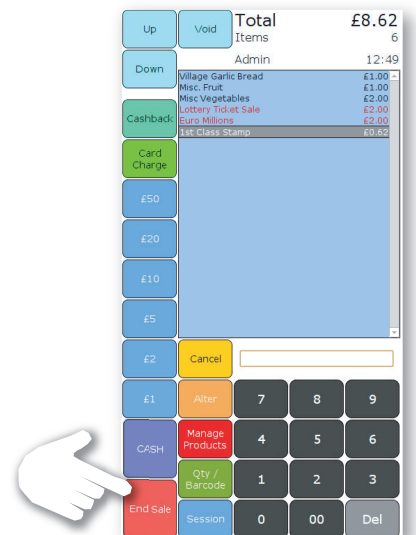 Up
Void
Total £8.62
Items 6
Down
Admin 12:49
Village Garlic Bread £1.00
Misc. Fruit £1.00
Misc Vegetables £2.00
Lottery Ticket Sale £2.00
Euro Millions £2.00
1st Class Stamp £0.62
Cashback
Card
Charge
£50
£20
£10
£5
£2
Cancel
£1
Alter
7
8
9
CASH
Manage
Products
4
5
6
Qty /
Barcode
1
2
3
End Sale
Session
0
00
Del